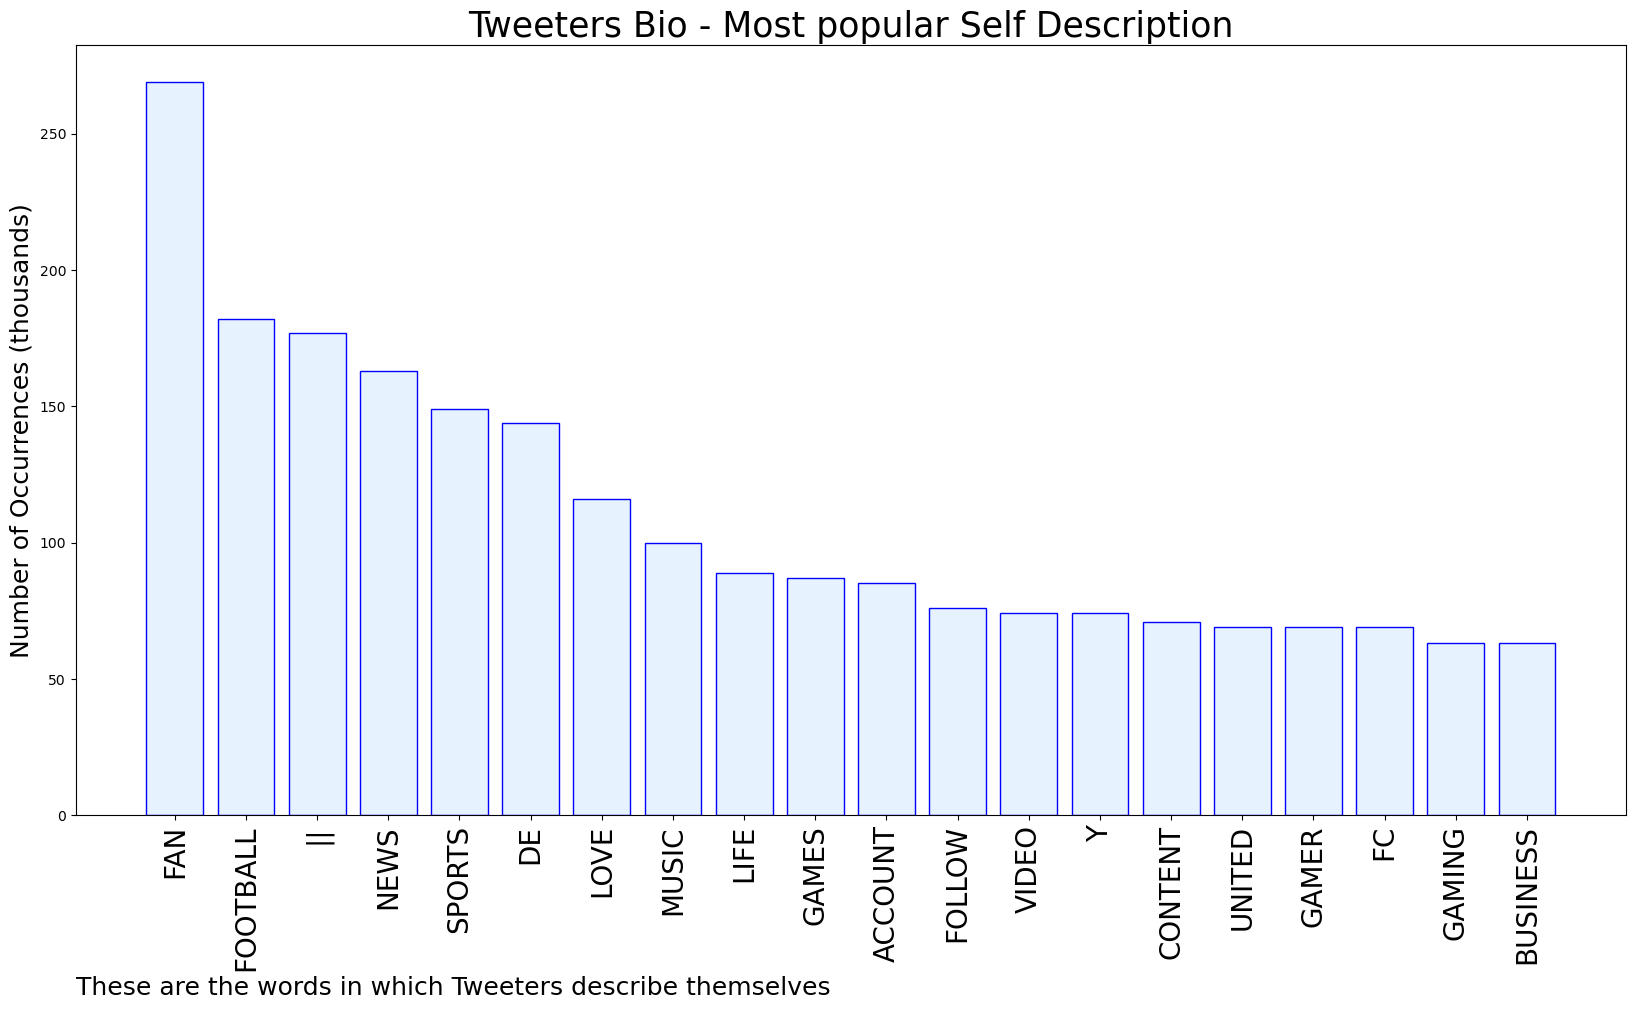 Tweeters Bio - Most popular Self Description
Number of Occurrences (thousands)
250
200
150
100
50
0
FAN
FOOTBALL
||
NEWS
SPORTS
DE
LOVE
MUSIC
LIFE
GAMES
ACCOUNT
FOLLOW
VIDEO
Y
CONTENT
UNITED
GAMER
FC
GAMING
BUSINESS
These are the words in which Tweeters describe themselves